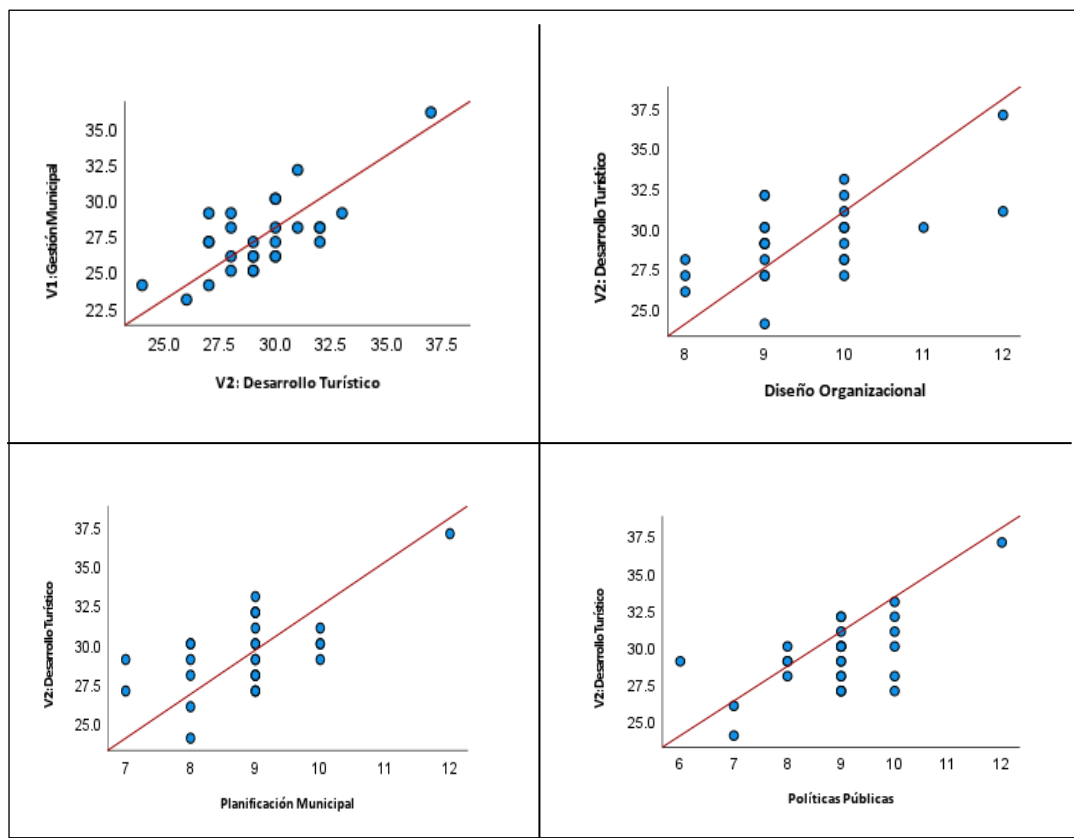 35.0
32.5
30.0
27.5
25.0
22.5
V1: Gestión Municipal
25.0 27.5 30.0 32.5 35.0 37.5
V2: Desarrollo Turístico
37.5
35.0
32.5
30.0
27.5
25.0
V2: Desarrollo Turístico
8 9 10 11 12
Diseño Organizacional
37.5
35.0
32.5
30.0
27.5
25.0
V2: Desarrollo Turístico
7 8 9 10 11 12
Planificación Municipal
37.5
35.0
32.5
30.0
27.5
25.0
V2: Desarrollo Turístico
6 7 8 9 10 11 12
Políticas Públicas